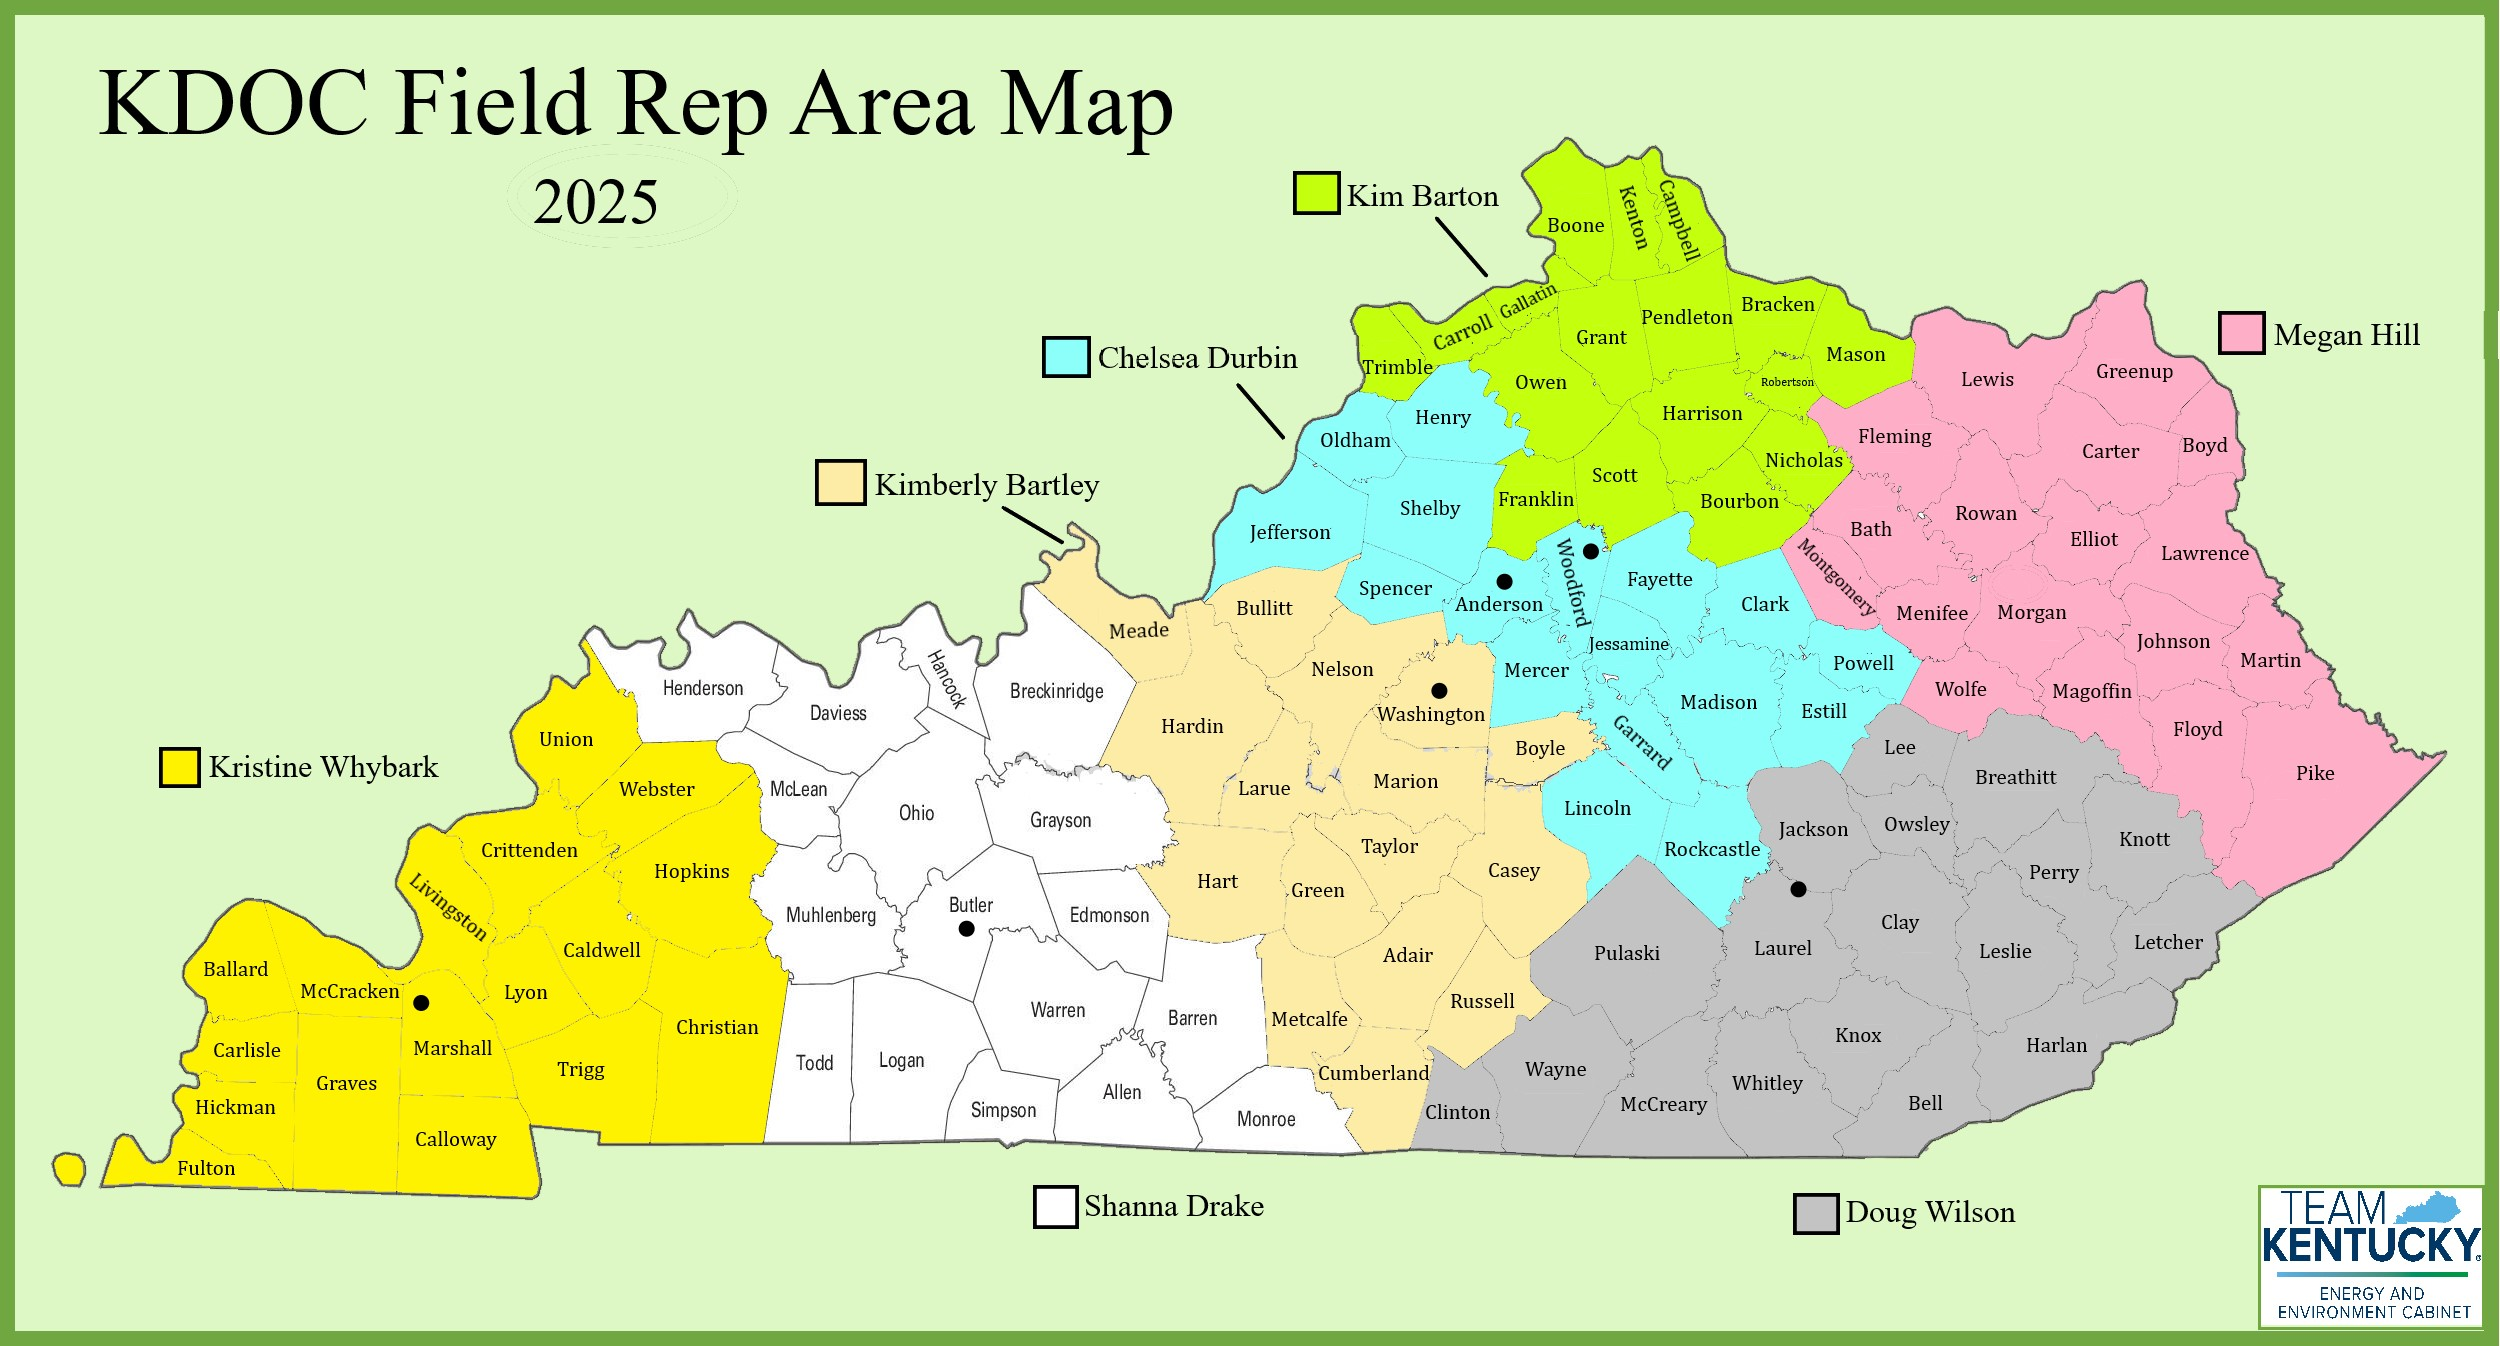 KDOC Field Rep Area Map
2025
Kim Barton
Chelsea Durbin
Kimberly Bartley
Kristine Whybark
Megan Hill
Shanna Drake
Doug Wilson
Boone
Kenton
Campbell
Gallatin
Carroll
Trimble
Grant
Pendleton
Bracken
Mason
Robertson
Owen
Harrison
Nicholas
Scott
Franklin
Bourbon
Henry
Oldham
Shelby
Jefferson
Spencer
Anderson
Woodford
Fayette
Clark
Jessamine
Mercer
Madison
Powell
Estill
Garrard
Lincoln
Rockcastle
Lewis
Greenup
Fleming
Carter
Boyd
Rowan
Bath
Elliot
Lawrence
Montgomery
Menifee
Morgan
Johnson
Martin
Wolfe
Magoffin
Floyd
Pike
Meade
Bullitt
Nelson
Washington
Hardin
Boyle
Larue
Marion
Taylor
Casey
Hart
Green
Adair
Russell
Metcalfe
Cumberland
Henderson
Daviess
Hancock
Breckinridge
McLean
Ohio
Grayson
Muhlenberg
Butler
Edmonson
Warren
Barren
Todd
Logan
Simpson
Allen
Monroe
Union
Webster
Crittenden
Hopkins
Livingston
Caldwell
Lyon
Christian
Ballard
McCracken
Marshall
Carlisle
Graves
Trigg
Hickman
Calloway
Fulton
Lee
Breathitt
Jackson
Owsley
Knott
Perry
Clay
Leslie
Letcher
Pulaski
Laurel
Knox
Harlan
Wayne
McCreary
Whitley
Bell
Clinton
TEAM
KENTUCKY
ENERGY AND
ENVIRONMENT CABINET